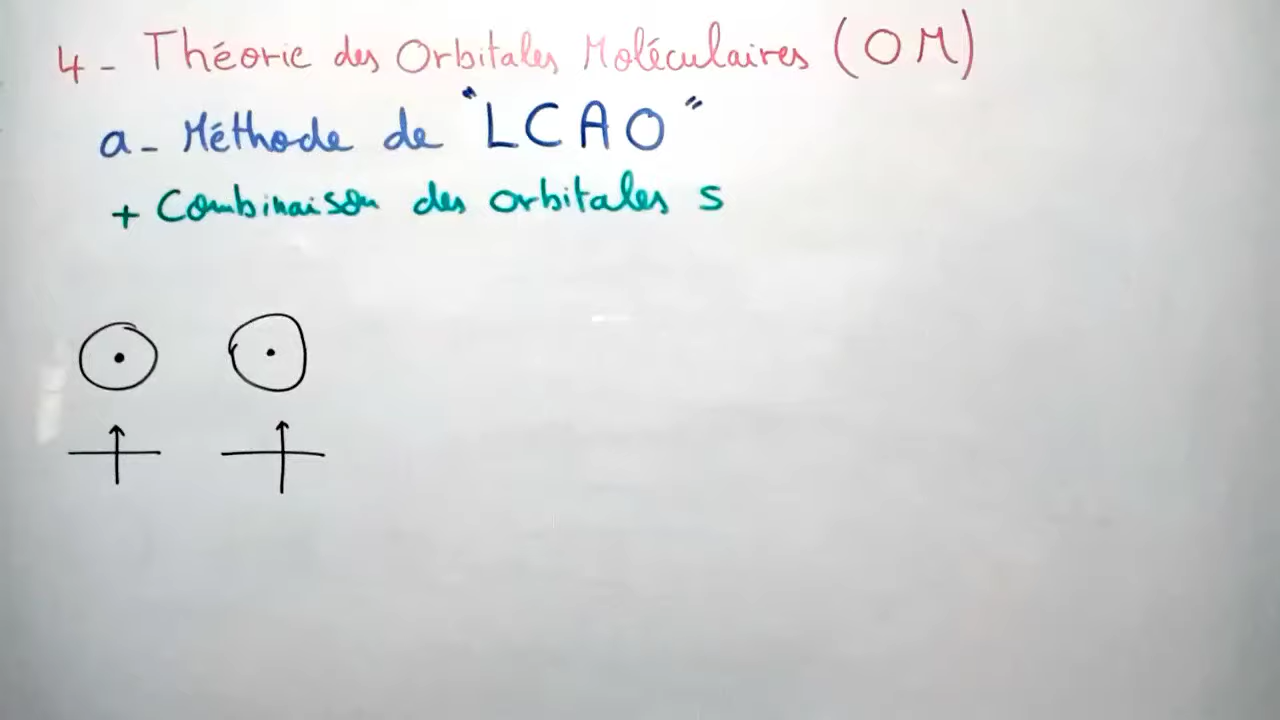 4 - Théorie des Orbitales Moléculaires (OM)
a - Méthode de "LCAO"
+ Combinaison des orbitales s